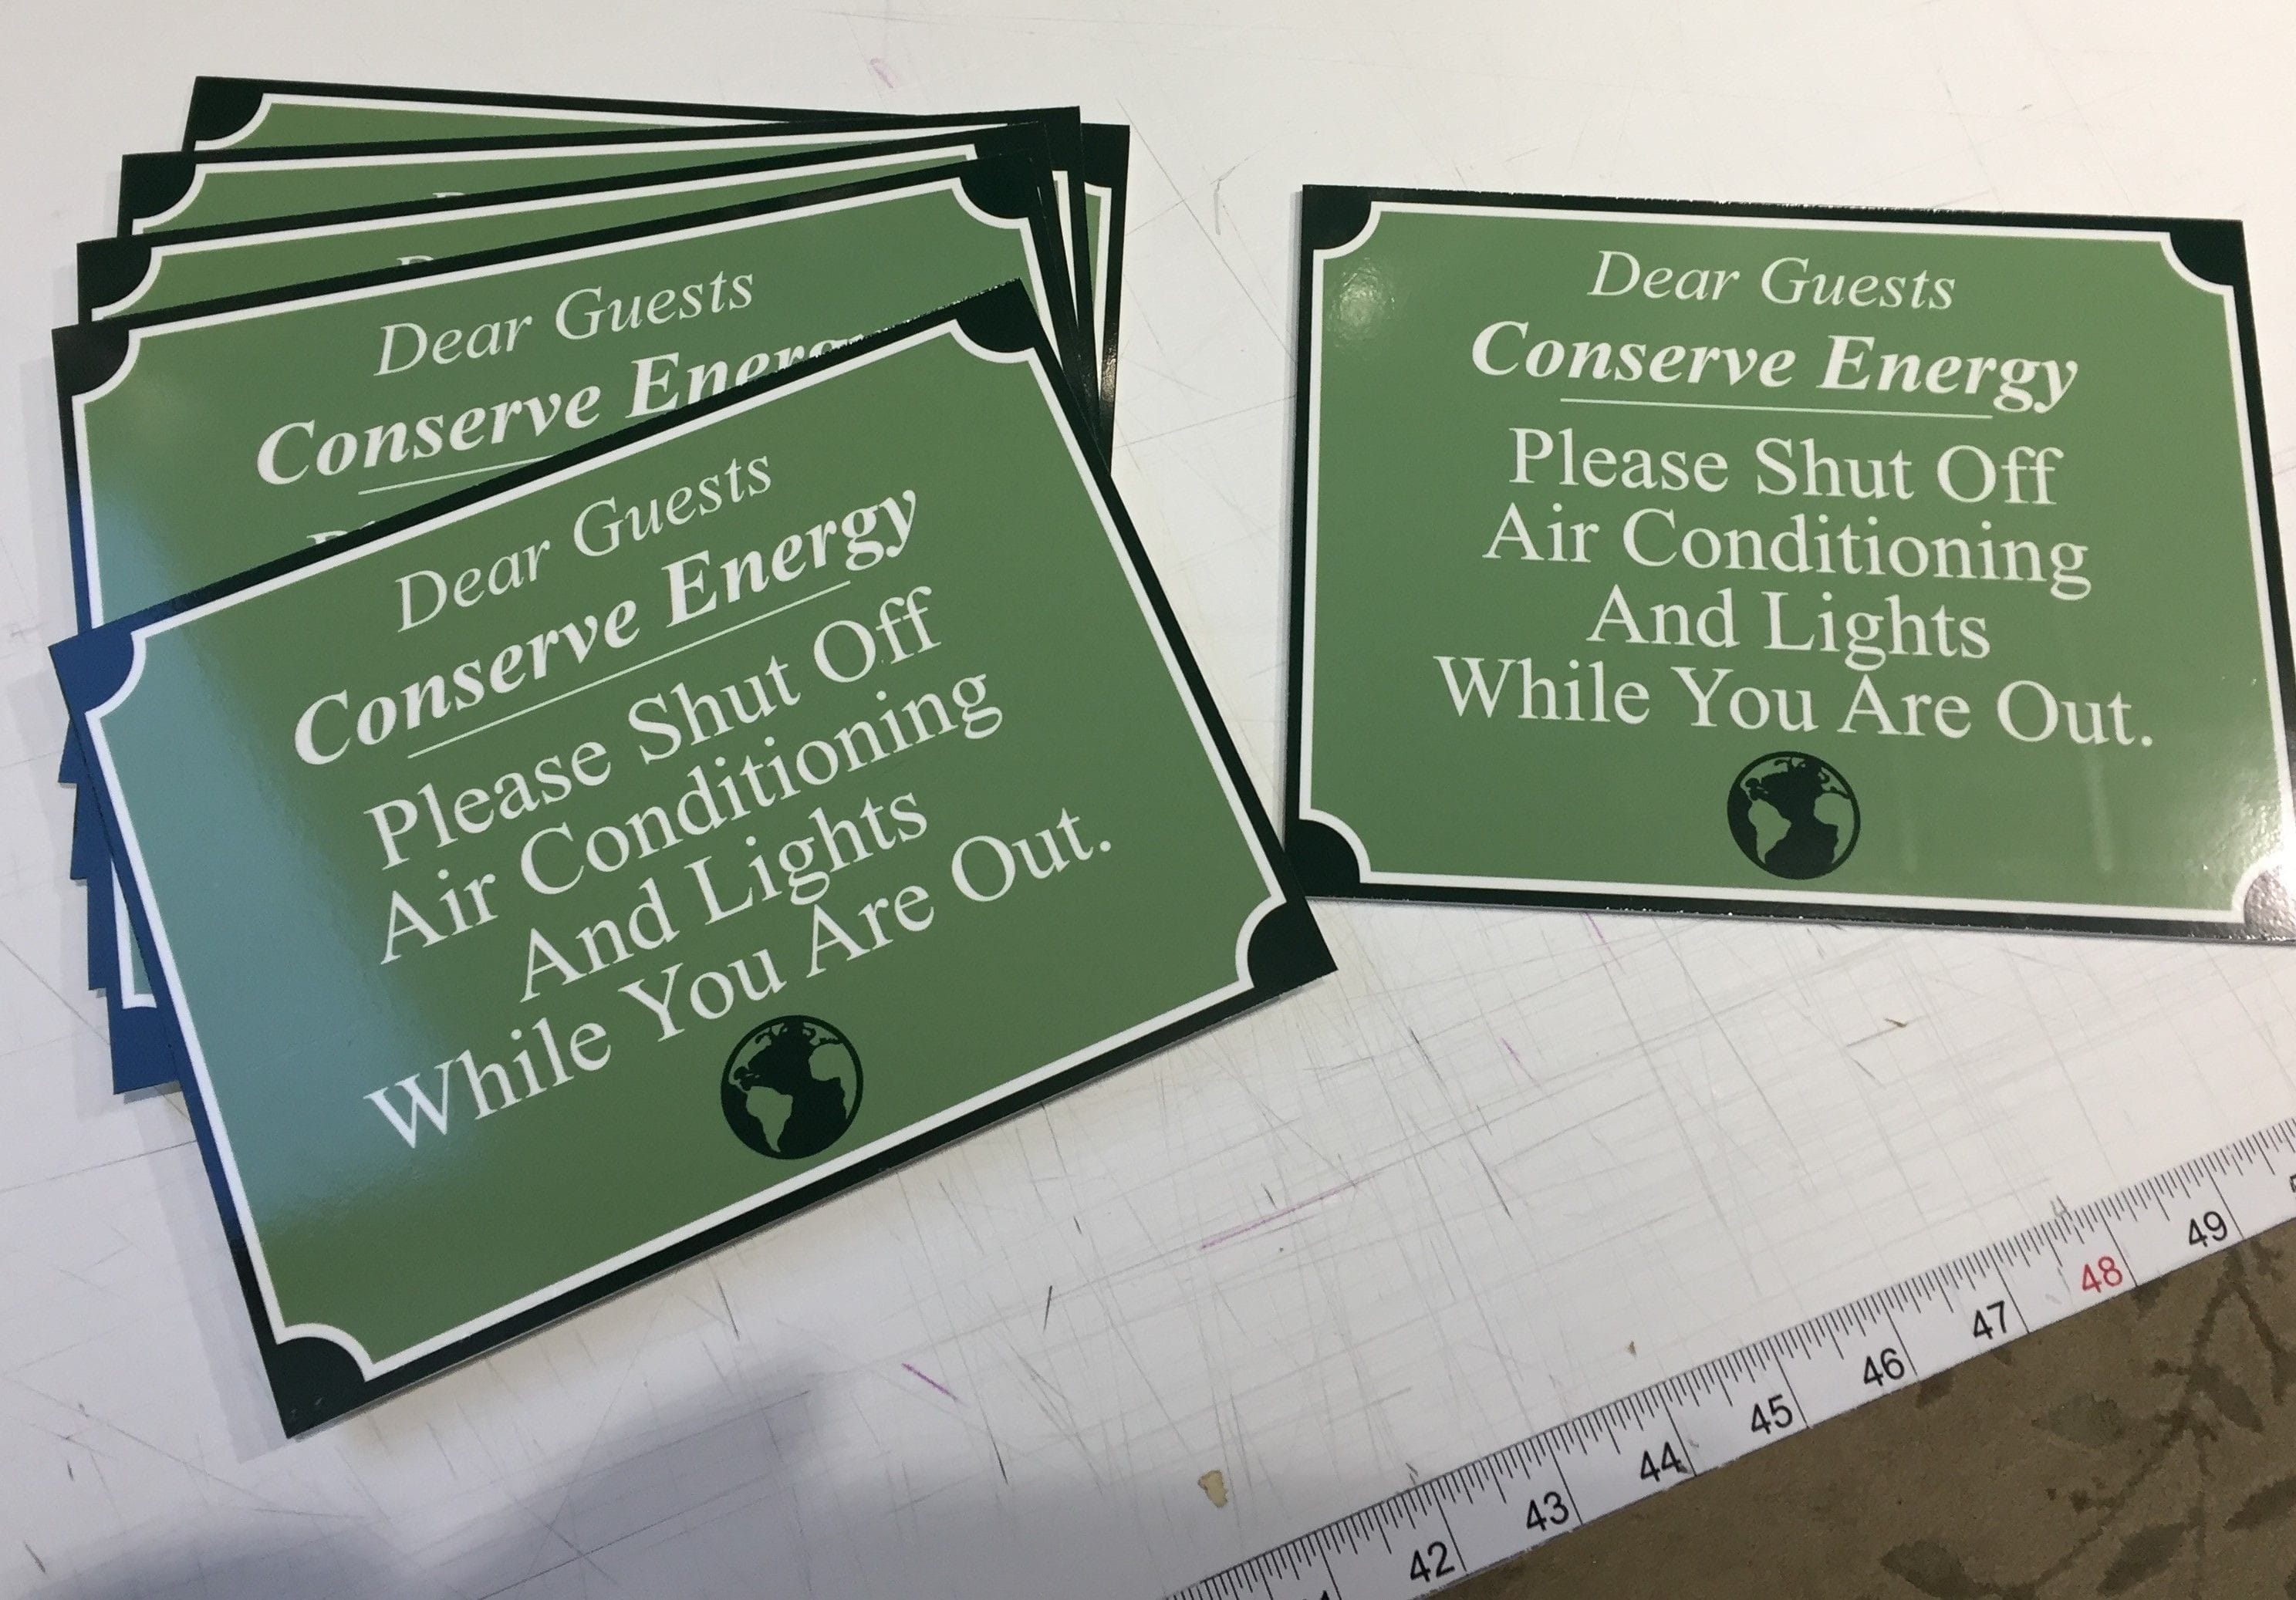 Dear Guests
Conserve
Dear Guests
Conserve Energy
Please Shut Off
Air Conditioning
And Lights
While You Are Out.
Dear Guests
Conserve Energy
Please Shut Off
Air Conditioning
And Lights
While You Are Out.
42 43 44 45 46 47 48 49